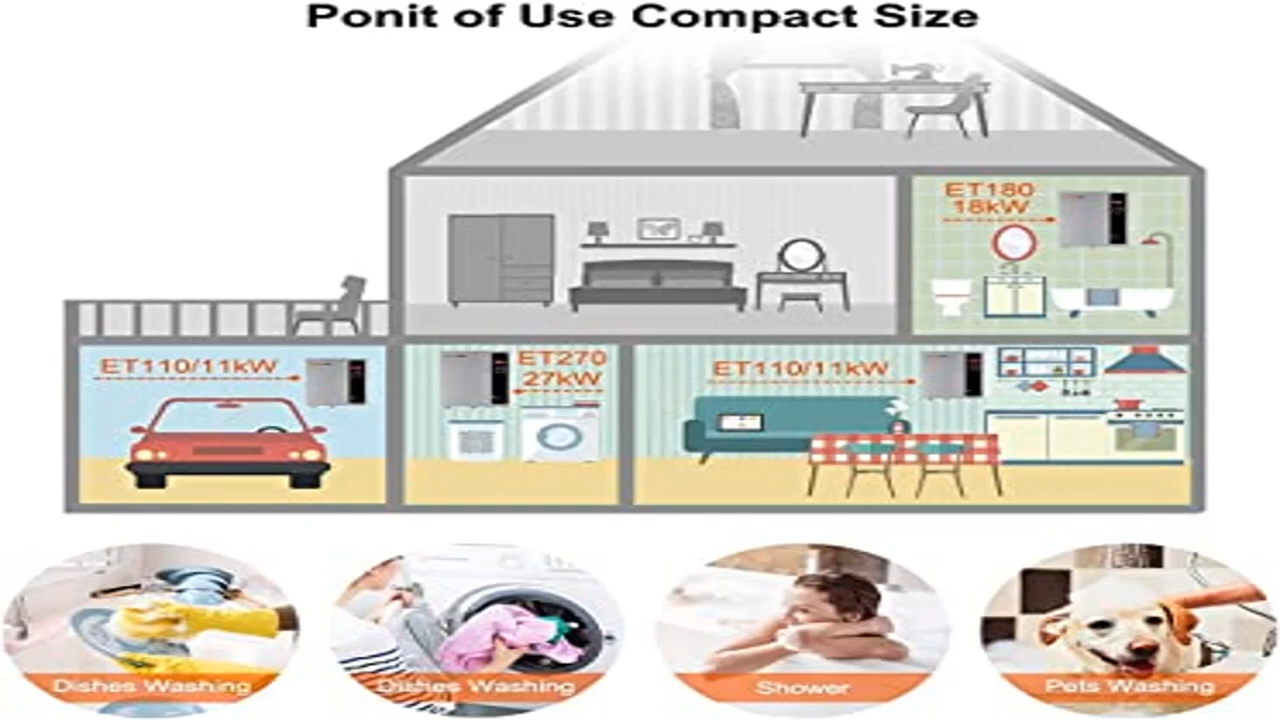 Ponit of Use Compact Size
ET180
18kW
ET110/11kW
ET270
27kW
ET110/11kW
Dishes Washing
Dishes Washing
Shower
Pets Washing